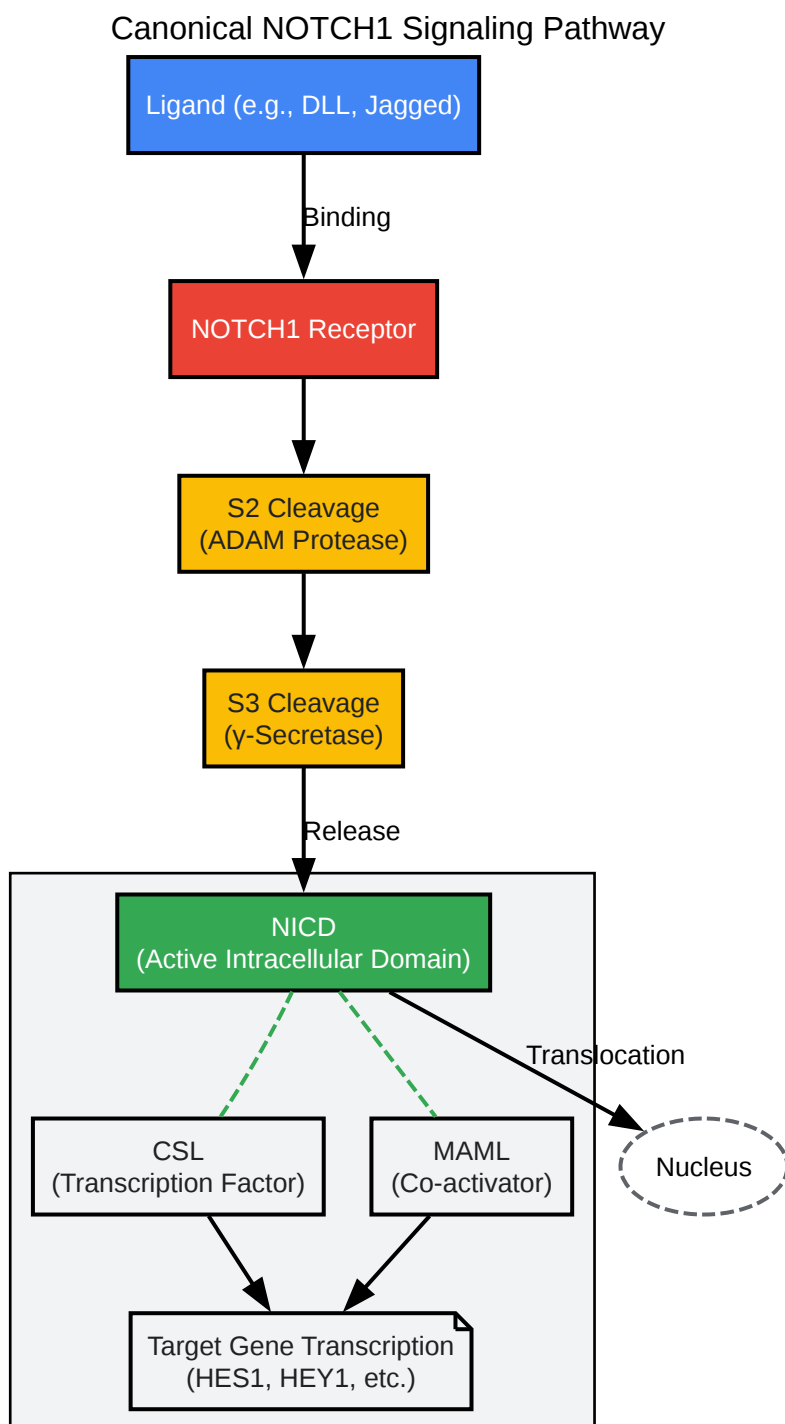 Canonical NOTCH1 Signaling Pathway
Ligand (e.g., DLL, Jagged)
Binding
NOTCH1 Receptor
S2 Cleavage
(ADAM Protease)
S3 Cleavage
(γ-Secretase)
Release
NICD
(Active Intracellular Domain)
Translocation
CSL
(Transcription Factor)
MAML
(Co-activator)
Nucleus
Target Gene Transcription
(HES1, HEY1, etc.)